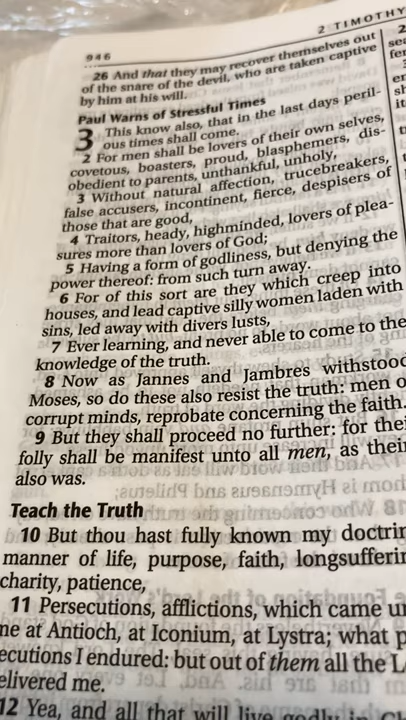 946
2 TIMOTHY
26 And that they may recover themselves out
of the snare of the devil, who are taken captive
by him at his will.
Paul Warns of Stressful Times
3 This know also, that in the last days peril-
ous times shall come.
2 For men shall be lovers of their own selves,
covetous, boasters, proud, blasphemers, dis-
obedient to parents, unthankful, unholy,
3 Without natural affection, trucebreakers,
false accusers, incontinent, fierce, despisers of
those that are good,
4 Traitors, heady, highminded, lovers of plea-
sures more than lovers of God;
5 Having a form of godliness, but denying the
power thereof: from such turn away.
6 For of this sort are they which creep into
houses, and lead captive silly women laden with
sins, led away with divers lusts,
7 Ever learning, and never able to come to the
knowledge of the truth.
8 Now as Jannes and Jambres withstood
Moses, so do these also resist the truth: men o
corrupt minds, reprobate concerning the faith.
9 But they shall proceed no further: for thei
folly shall be manifest unto all men, as their
also was.
Teach the Truth
10 But thou hast fully known my doctrin
manner of life, purpose, faith, longsufferin
charity, patience,
11 Persecutions, afflictions, which came u
me at Antioch, at Iconium, at Lystra; what p
ecutions I endured: but out of them all the L
elivered me.
12 Yea, and all that will live godly in